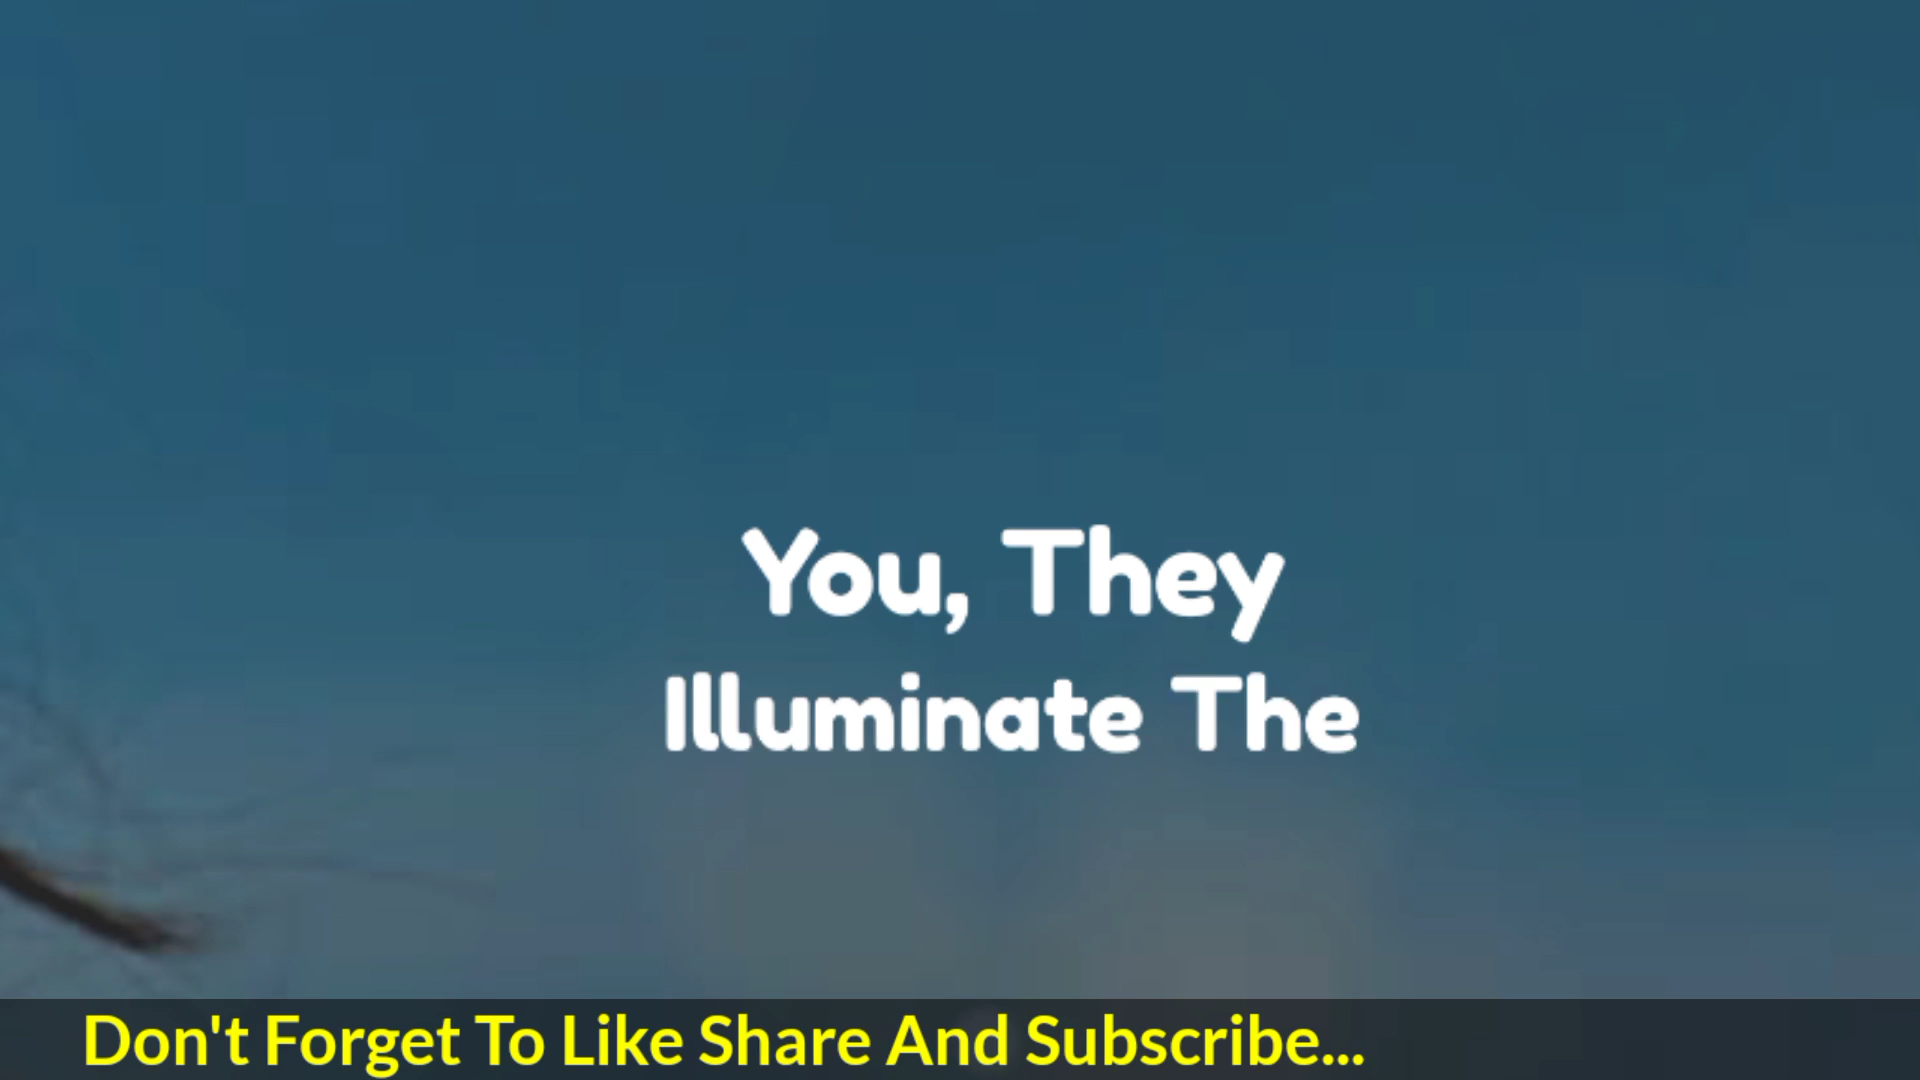 You, They
Illuminate The
Don't Forget To Like Share And Subscribe...